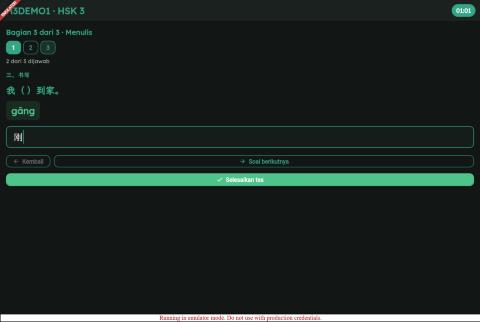 H3DEMO1 · HSK 3
01:01
Bagian 3 dari 3 · Menulis
1 2 3
2 dari 3 dijawab
三、书写
我（ ）到家。
gāng
刚
← Kembali → Soal berikutnya
✓ Selesaikan tes
Running in emulator mode. Do not use with production credentials.